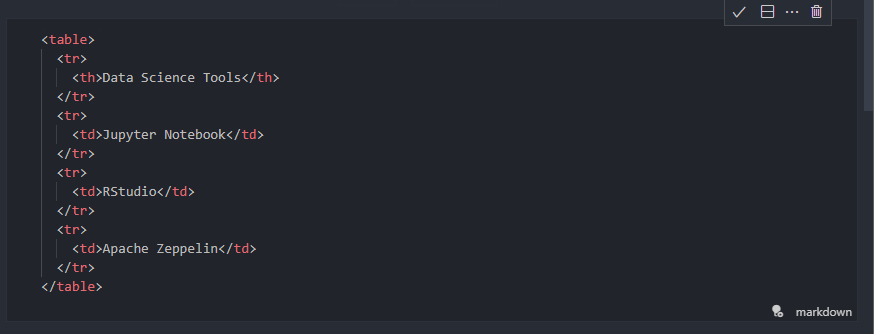 <table>
<tr>
<th>Data Science Tools</th>
</tr>
<tr>
<td>Jupyter Notebook</td>
</tr>
<tr>
<td>RStudio</td>
</tr>
<tr>
<td>Apache Zeppelin</td>
</tr>
</table>
markdown